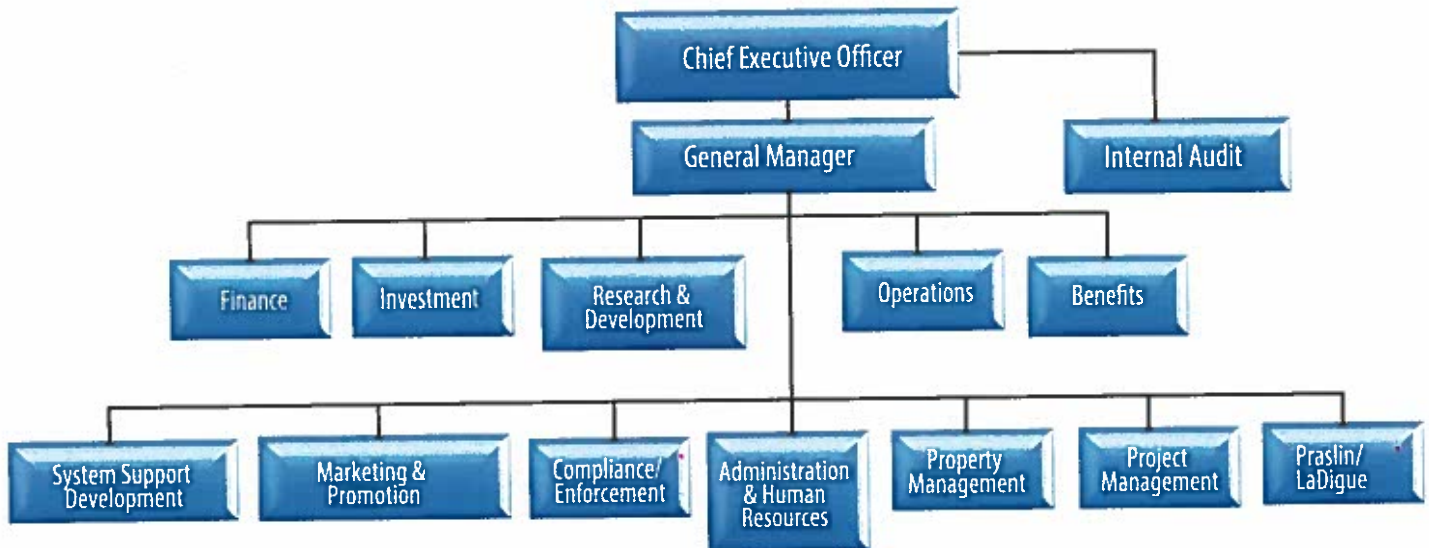 Chief Executive Officer
General Manager
Internal Audit
Finance
Investment
Research &
Development
Operations
Benefits
System Support
Development
Marketing &
Promotion
Compliance/
Enforcement
Administration
& Human
Resources
Property
Management
Project
Management
Praslin/
LaDigue